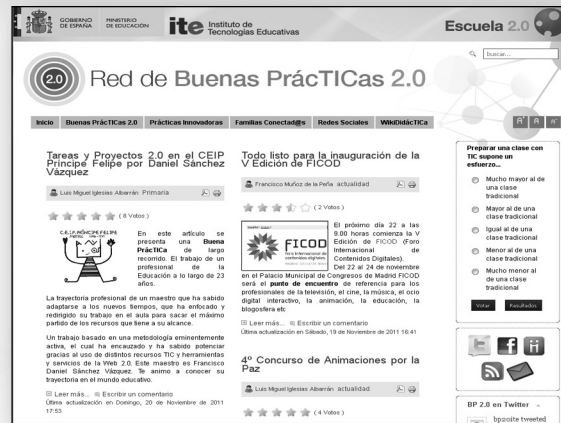 GOBIERNO DE ESPAÑA
MINISTERIO DE EDUCACIÓN
ite Instituto de Tecnologías Educativas
Escuela 2.0
buscar...
2.0
Red de Buenas PrácTICas 2.0
Inicio Buenas PrácTICas 2.0 Prácticas Innovadoras Familias Conectad@s Redes Sociales WikiDidácTICa
Tareas y Proyectos 2.0 en el CEIP
Príncipe Felipe por Daniel Sánchez
Vázquez
Luis Miguel Iglesias Albarrán Primaria
( 8 Votos )
C.E.I.P. PRÍNCIPE FELIPE
En este artículo se
presenta una Buena
PrácTICa de largo
recorrido. El trabajo de un
profesional de la
Educación a lo largo de 23
años.
La trayectoria profesional de un maestro que ha sabido
adaptarse a los nuevos tiempos, que ha enfocado y
redirigido su trabajo en el aula para sacar el máximo
partido de los recursos que tiene a su alcance.
Un trabajo basado en una metodología eminentemente
activa, el cual ha encauzado y ha sabido potenciar
gracias al uso de distintos recursos TIC y herramientas
y servicios de la Web 2.0. Este maestro es Francisco
Daniel Sánchez Vázquez. Te animo a conocer su
trayectoria en el mundo educativo.
Leer más... Escribir un comentario
Última actualización en Domingo, 20 de Noviembre de 2011
17:53
Todo listo para la inauguración de la
V Edición de FICOD
Francisco Muñoz de la Peña actualidad
( 2 Votos )
FICOD
foro internacional de
contenidos digitales.
El próximo día 22 a las
9.00 horas comienza la V
Edición de FICOD (Foro
Internacional de
Contenidos Digitales).
Del 22 al 24 de noviembre
en el Palacio Municipal de Congresos de Madrid FICOD
será el punto de encuentro de referencia para los
profesionales de la televisión, el cine, la música, el ocio
digital interactivo, la animación, la educación, la
blogosfera etc
Leer más... Escribir un comentario
Última actualización en Sábado, 19 de Noviembre de 2011 16:41
4º Concurso de Animaciones por la
Paz
Luis Miguel Iglesias Albarrán actualidad
( 4 Votos )
A+ A A-
Preparar una clase con
TIC supone un
esfuerzo...
Mucho mayor al de
una clase
tradicional
Mayor al de una
clase tradicional
Igual al de una
clase tradicional
Menor al de una
clase tradicional
Mucho menor al
de una clase
tradicional
Votar Resultados
BP 2.0 en Twitter
bp20ite tweeted